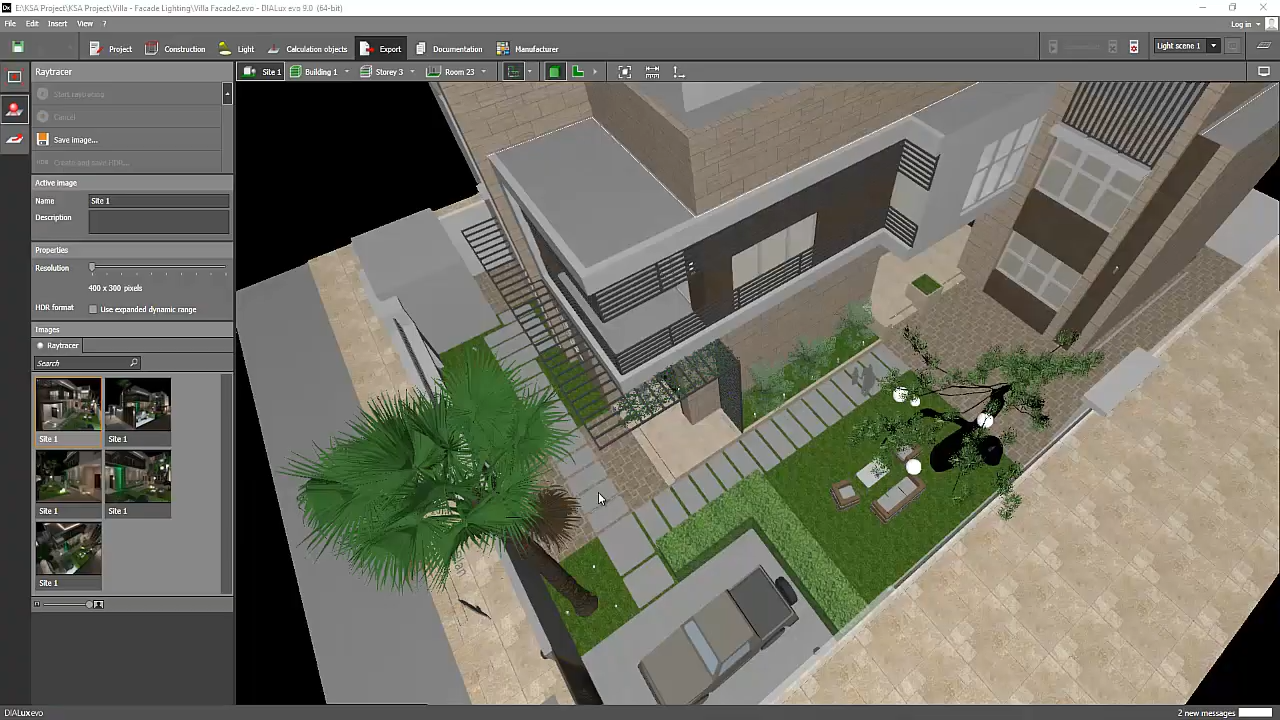 E:\KSA Project\KSA Project\Villa - Facade Lighting\Villa Facade2.evo - DIALux evo 9.0 (64-bit)
File Edit Insert View ?
Log in
Project Construction Light Calculation objects Export Documentation Manufacturer
Light scene 1
Raytracer
Site 1 Building 1 Storey 3 Room 23
Start raytracing
Cancel
Save image...
HDR Create and save HDR...
Active image
Name Site 1
Description
Properties
Resolution
400 x 300 pixels
HDR format Use expanded dynamic range
Images
Raytracer
Search
Site 1 Site 1
Site 1 Site 1
Site 1
DIALux evo 2 new messages